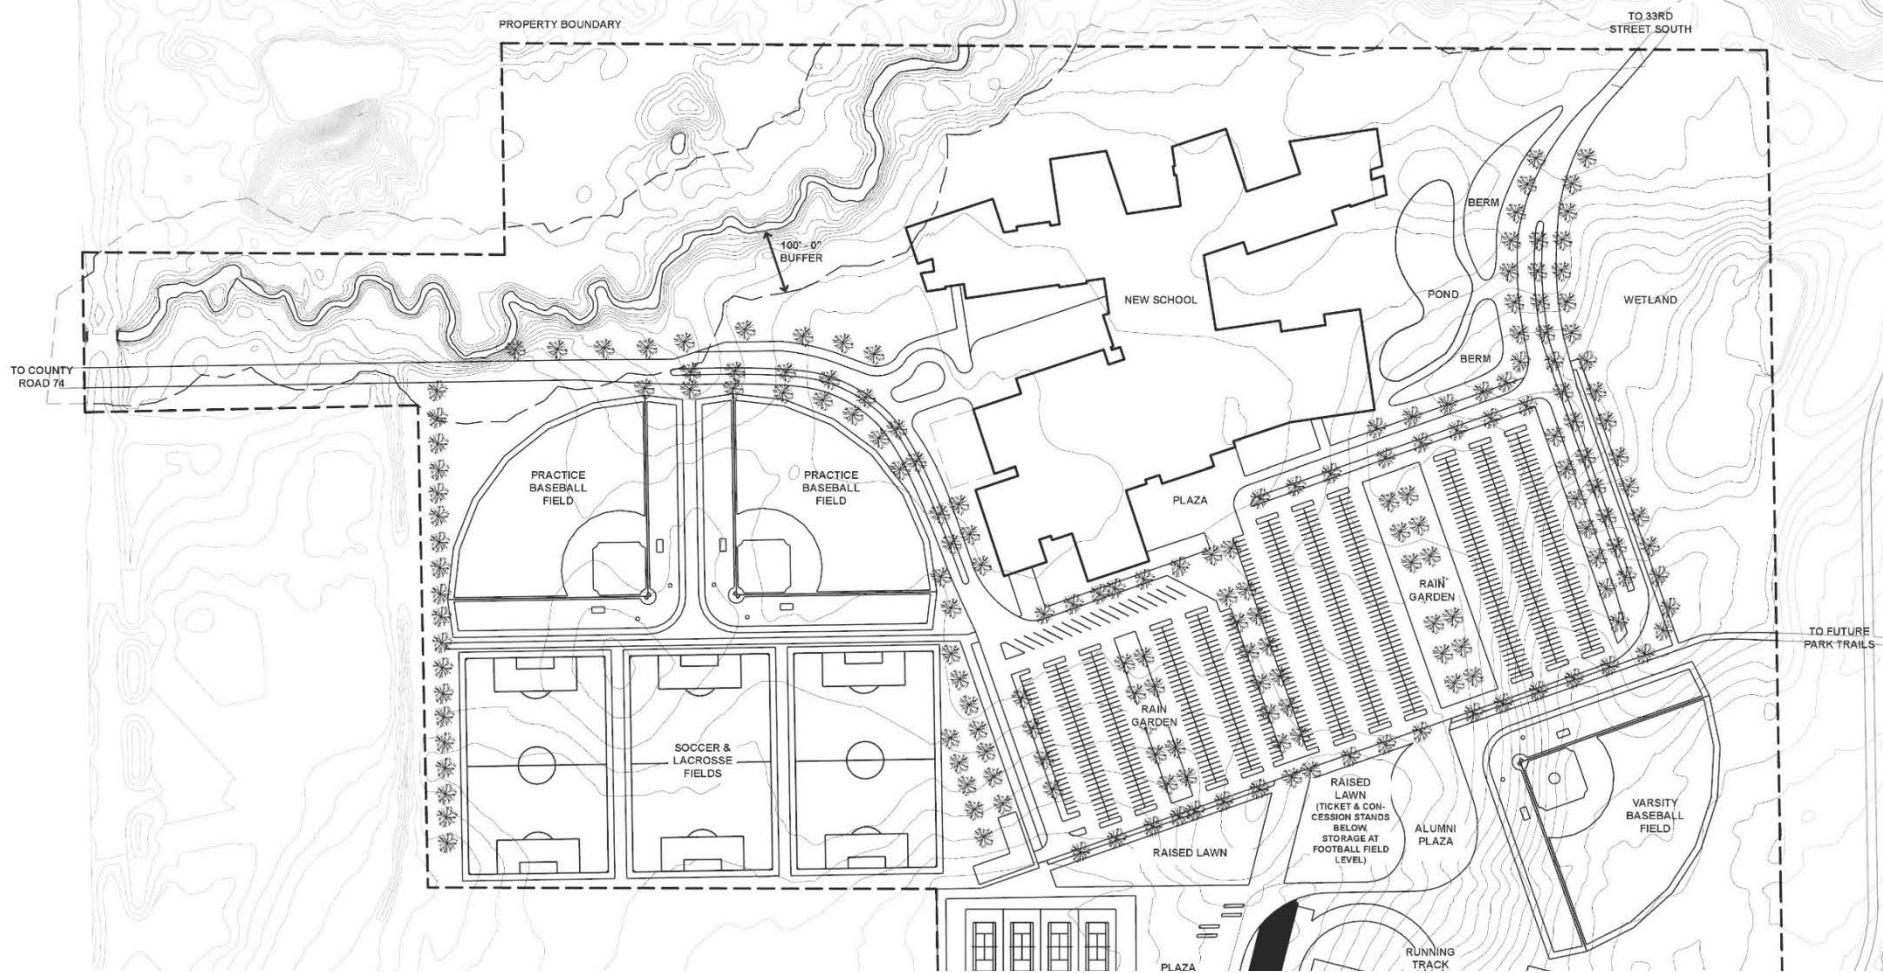 PROPERTY BOUNDARY
TO 33RD
STREET SOUTH
BERM
100' - 0"
BUFFER
POND
NEW SCHOOL
WETLAND
BERM
TO COUNTY
ROAD 74
PRACTICE
BASEBALL
FIELD
PRACTICE
BASEBALL
FIELD
PLAZA
RAIN
GARDEN
TO FUTURE
PARK TRAILS
RAIN
GARDEN
SOCCER &
LACROSSE
FIELDS
RAISED
LAWN
(TICKET & CON-
CESSION STANDS
BELOW,
STORAGE AT
FOOTBALL FIELD
LEVEL)
ALUMNI
PLAZA
VARSITY
BASEBALL
FIELD
RAISED LAWN
RUNNING
TRACK
PLAZA